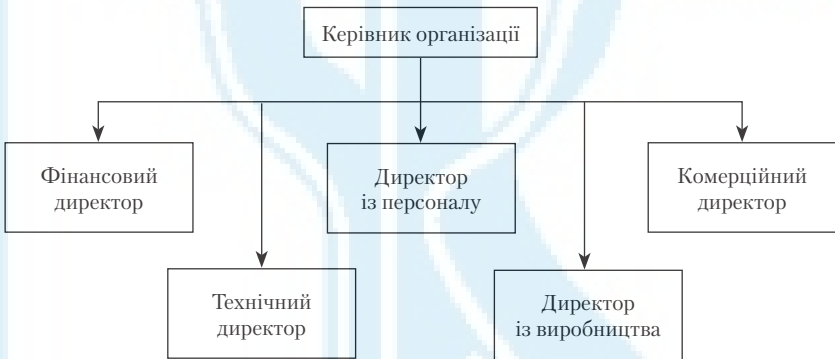 Керівник організації
Фінансовий
директор
Директор
із персоналу
Комерційний
директор
Технічний
директор
Директор
із виробництва